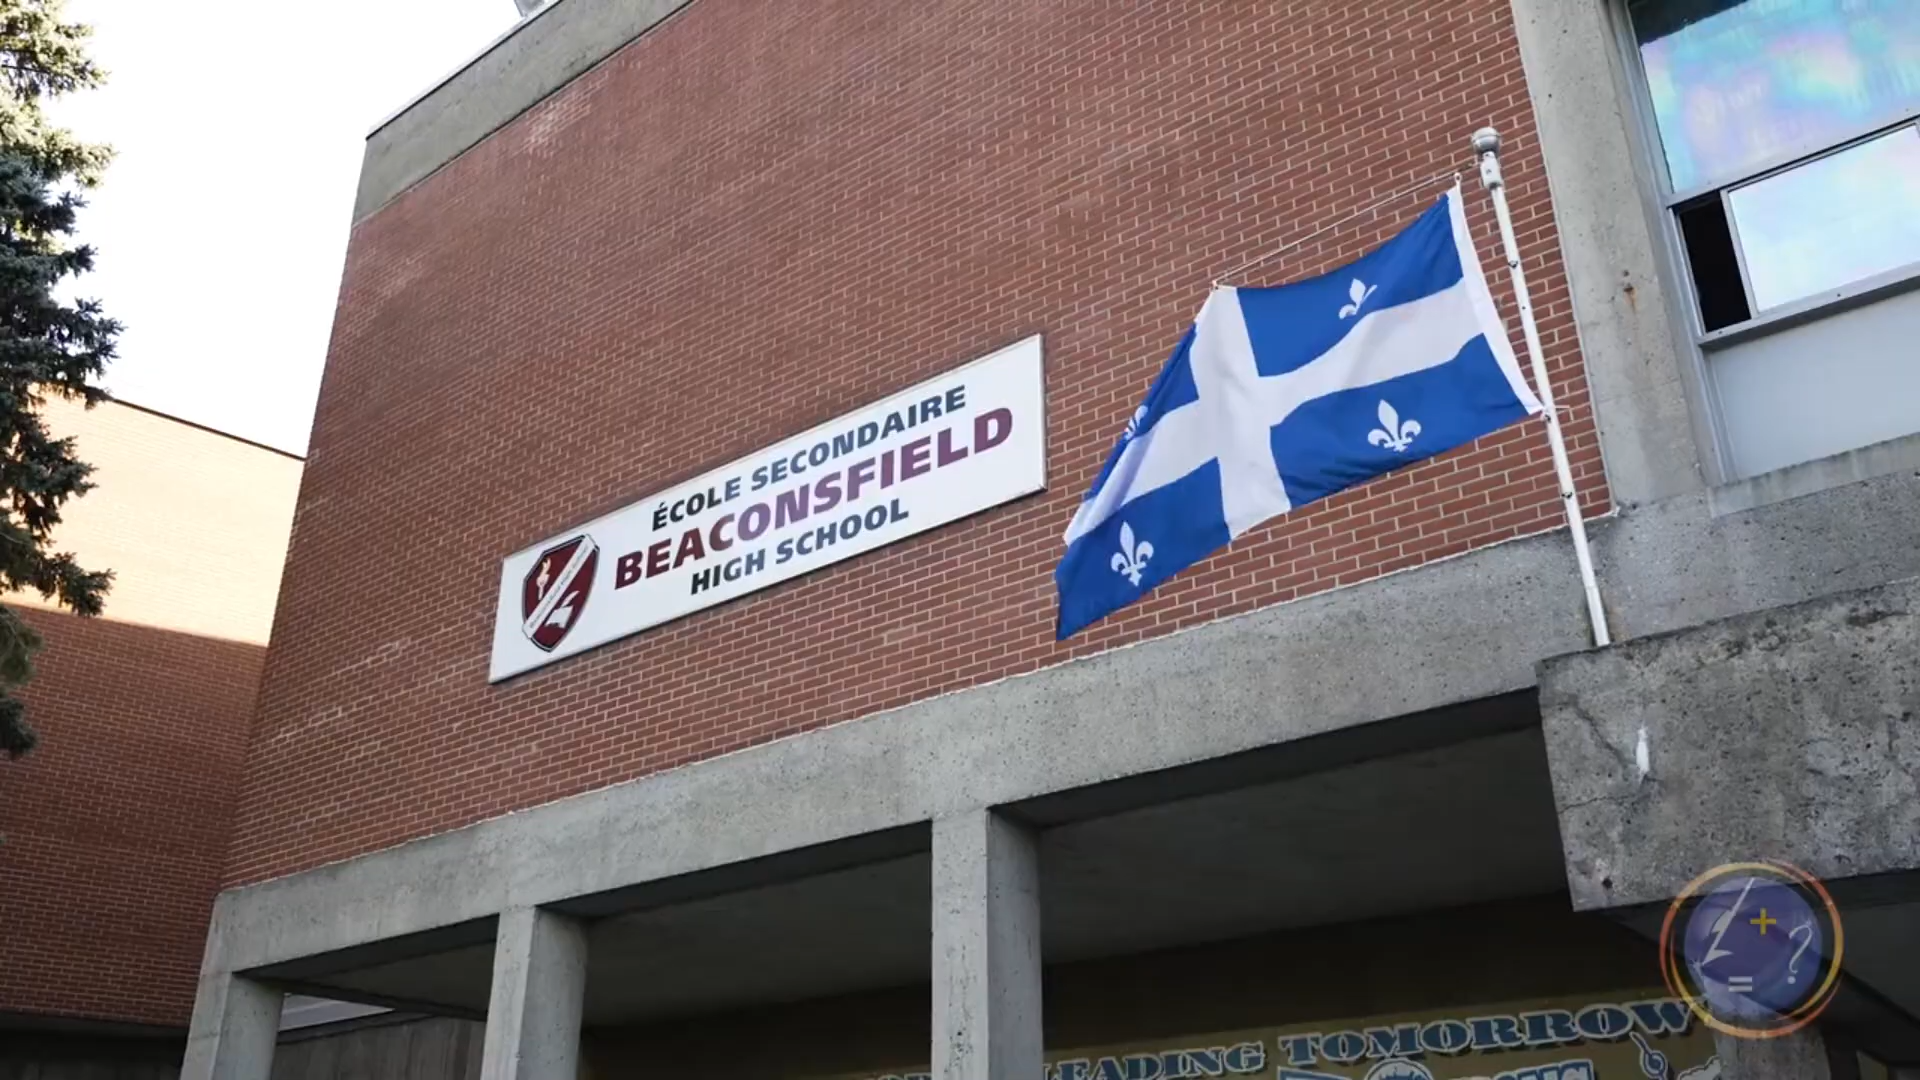 ÉCOLE SECONDAIRE
BEACONSFIELD
HIGH SCHOOL
LEADING TOMORROW